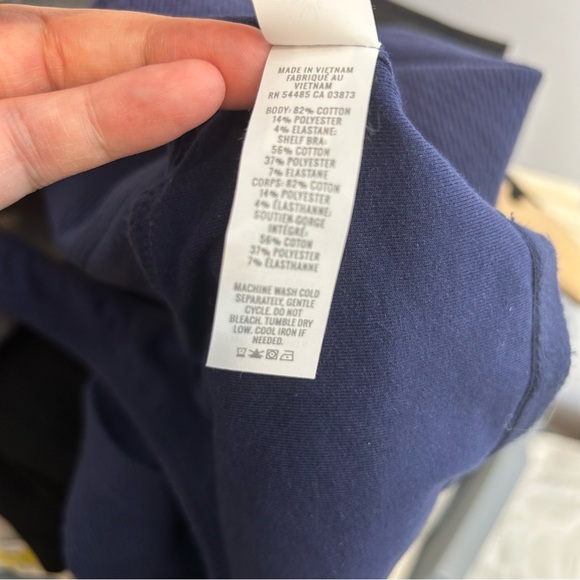 MADE IN VIETNAM
FABRIQUÉ AU
VIETNAM
RN 54485 CA 03873
BODY: 82% COTTON
14% POLYESTER
4% ELASTANE;
SHELF BRA:
56% COTTON
37% POLYESTER
7% ELASTANE
CORPS: 82% COTON
14% POLYESTER
4% ÉLASTHANNE;
SOUTIEN-GORGE
INTÉGRÉ:
56% COTON
37% POLYESTER
7% ÉLASTHANNE
MACHINE WASH COLD
SEPARATELY, GENTLE
CYCLE. DO NOT
BLEACH. TUMBLE DRY
LOW. COOL IRON IF
NEEDED.